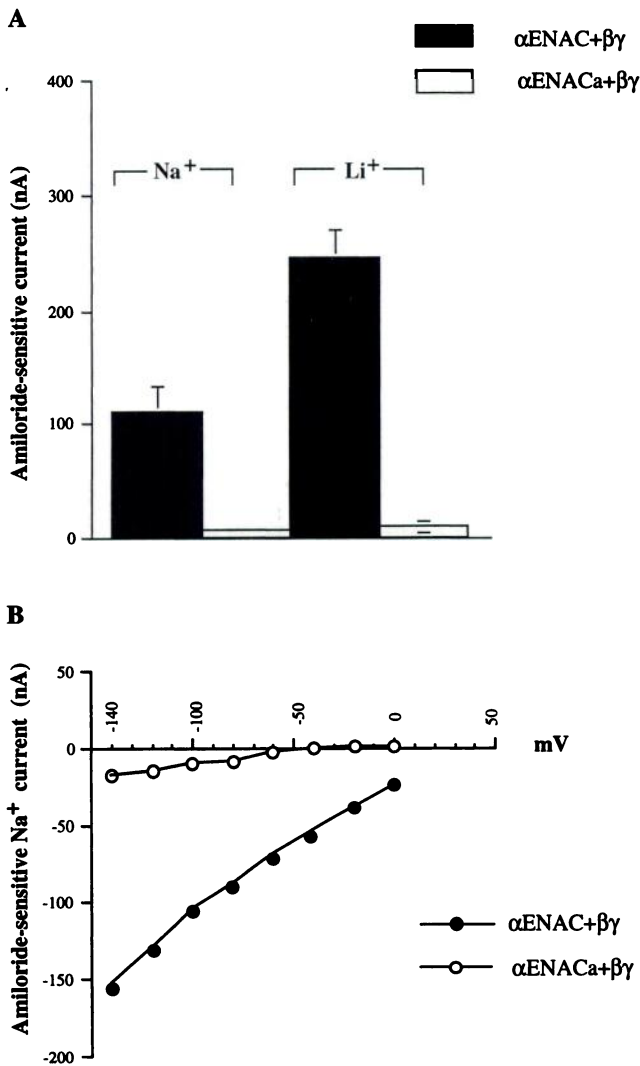 A
αENAC+βγ
αENACa+βγ
400
300
200
100
0
Amiloride-sensitive current (nA)
Na+
Li+
B
50
0
-50
-100
-150
-200
Amiloride-sensitive Na+ current (nA)
-140
-100
-50
0
50
mV
αENAC+βγ
αENACa+βγ